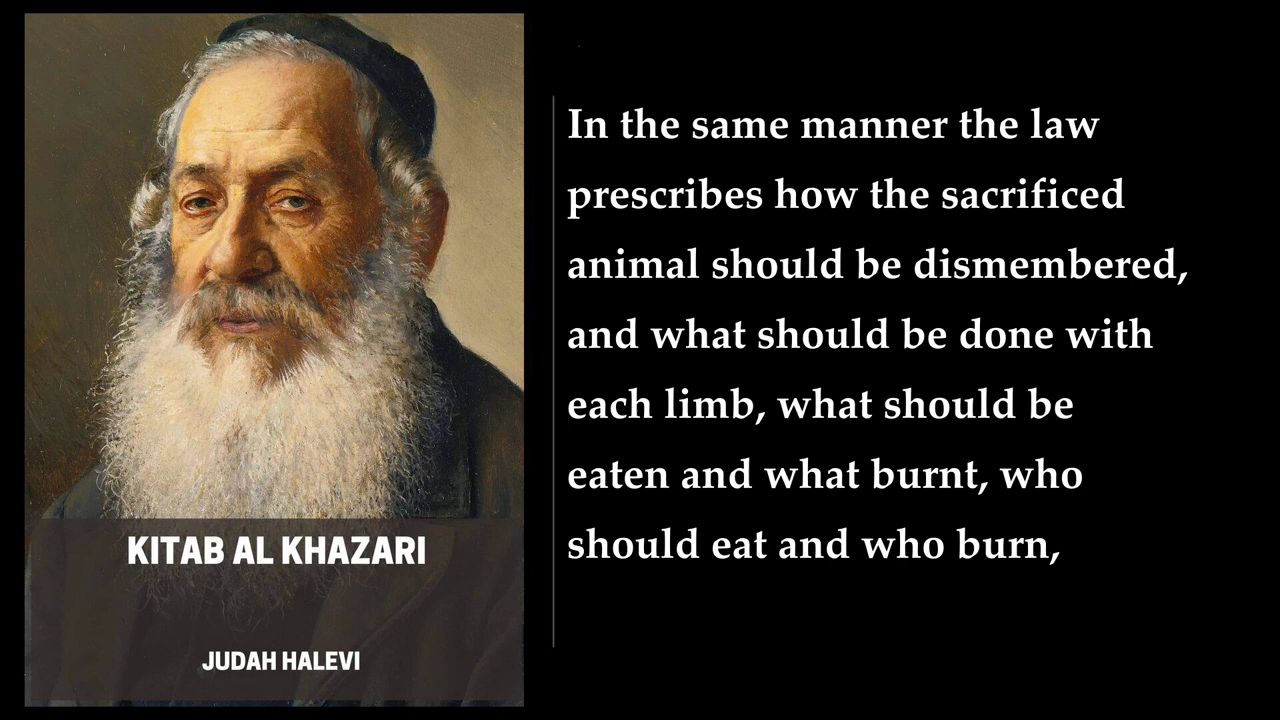 KITAB AL KHAZARI
JUDAH HALEVI
In the same manner the law
prescribes how the sacrificed
animal should be dismembered,
and what should be done with
each limb, what should be
eaten and what burnt, who
should eat and who burn,